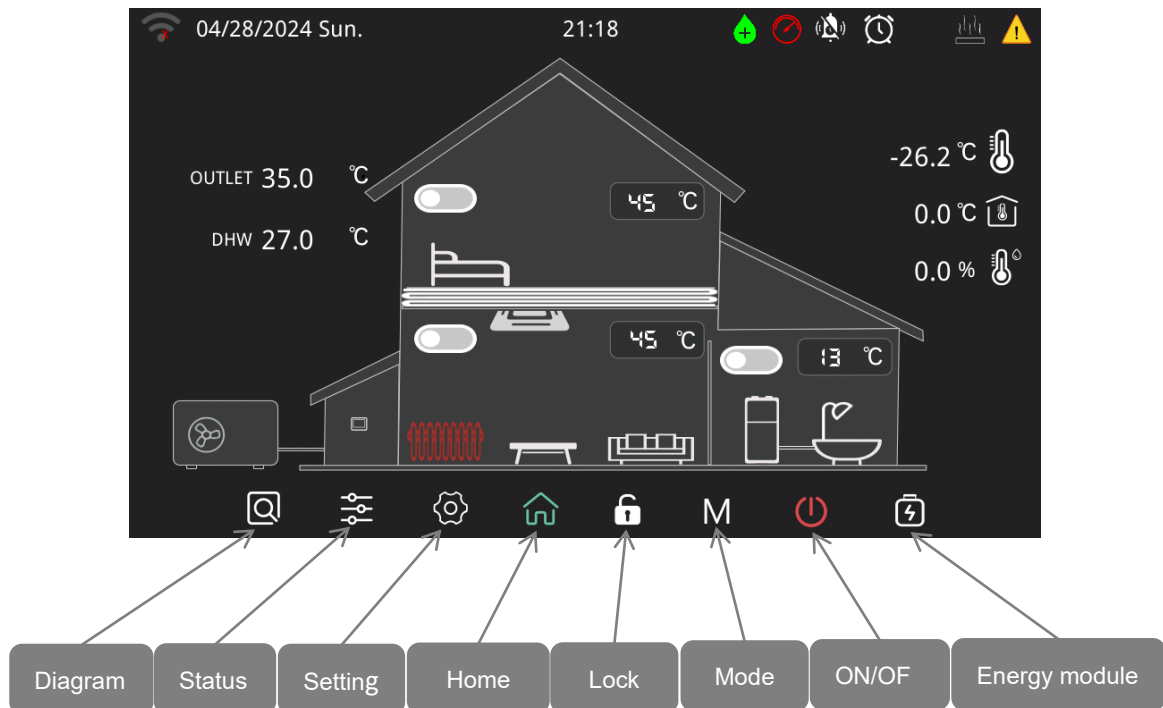 04/28/2024 Sun. 21:18
-26.2 ℃
OUTLET 35.0 ℃
45 ℃
0.0 ℃
DHW 27.0 ℃
0.0 %
45 ℃
13 ℃
M
Diagram Status Setting Home Lock Mode ON/OF Energy module